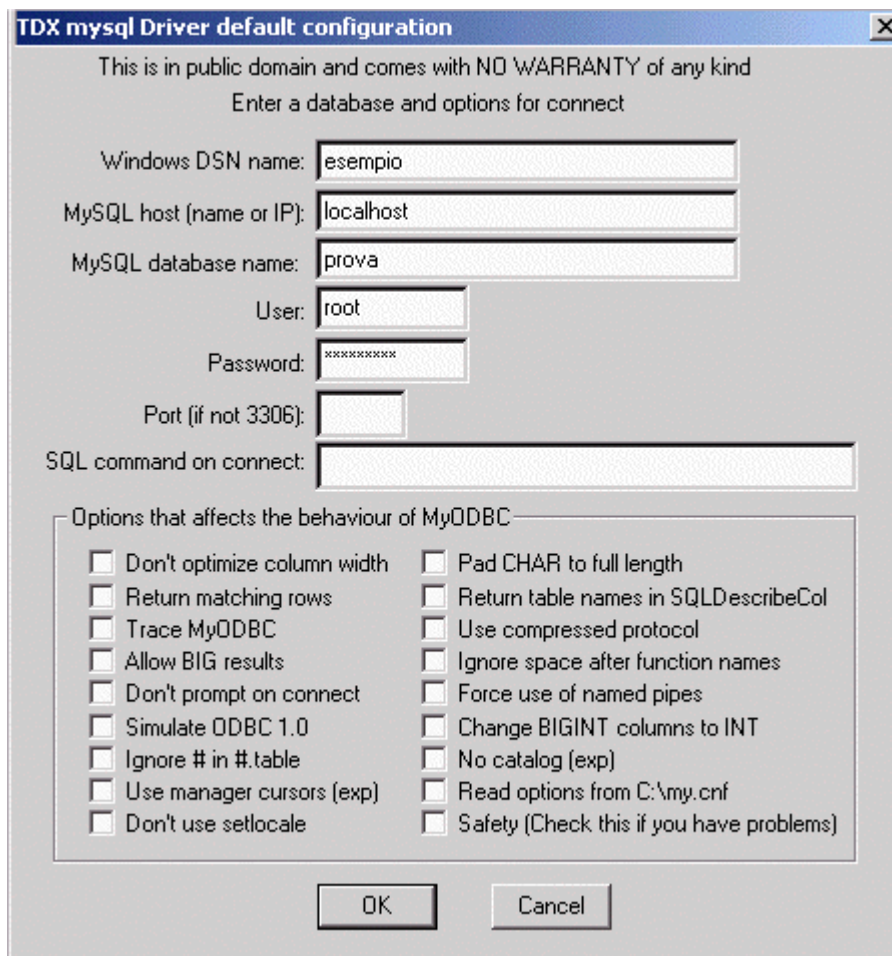 TDX mysql Driver default configuration
This is in public domain and comes with NO WARRANTY of any kind
Enter a database and options for connect
Windows DSN name: esempio
MySQL host (name or IP): localhost
MySQL database name: prova
User: root
Password: *********
Port (if not 3306):
SQL command on connect:
Options that affects the behaviour of MyODBC
Don't optimize column width
Pad CHAR to full length
Return matching rows
Return table names in SQLDescribeCol
Trace MyODBC
Use compressed protocol
Allow BIG results
Ignore space after function names
Don't prompt on connect
Force use of named pipes
Simulate ODBC 1.0
Change BIGINT columns to INT
Ignore # in #.table
No catalog (exp)
Use manager cursors (exp)
Read options from C:\my.cnf
Don't use setlocale
Safety (Check this if you have problems)
OK
Cancel